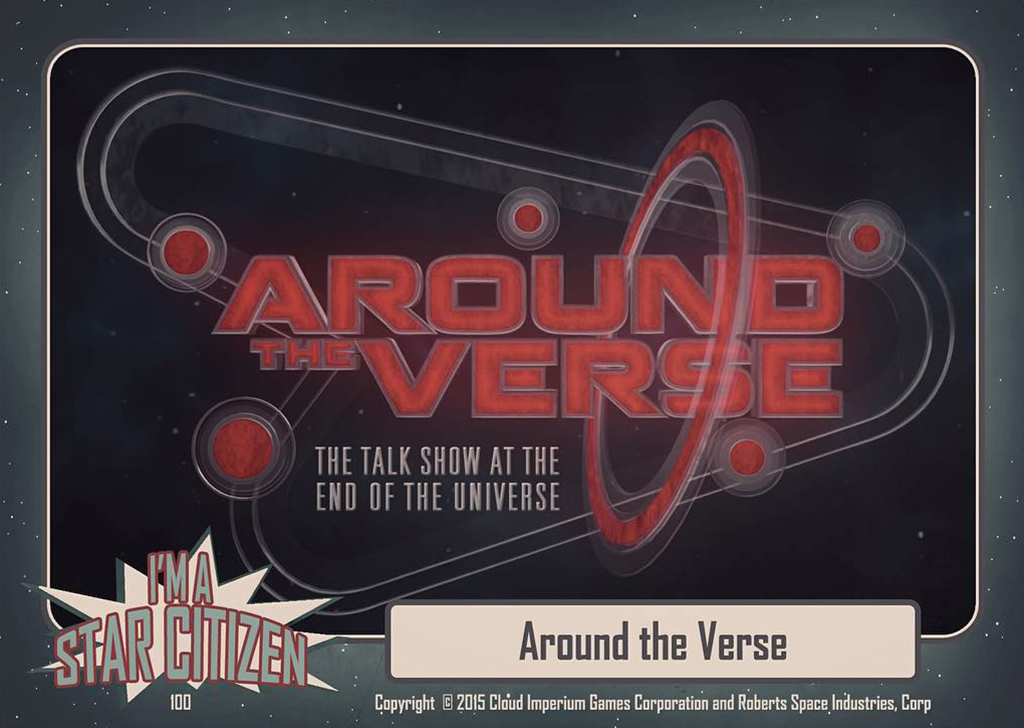 AROUND
THE VERSE
THE TALK SHOW AT THE
END OF THE UNIVERSE
I'M A
STAR CITIZEN
100
Around the Verse
Copyright © 2015 Cloud Imperium Games Corporation and Roberts Space Industries, Corp